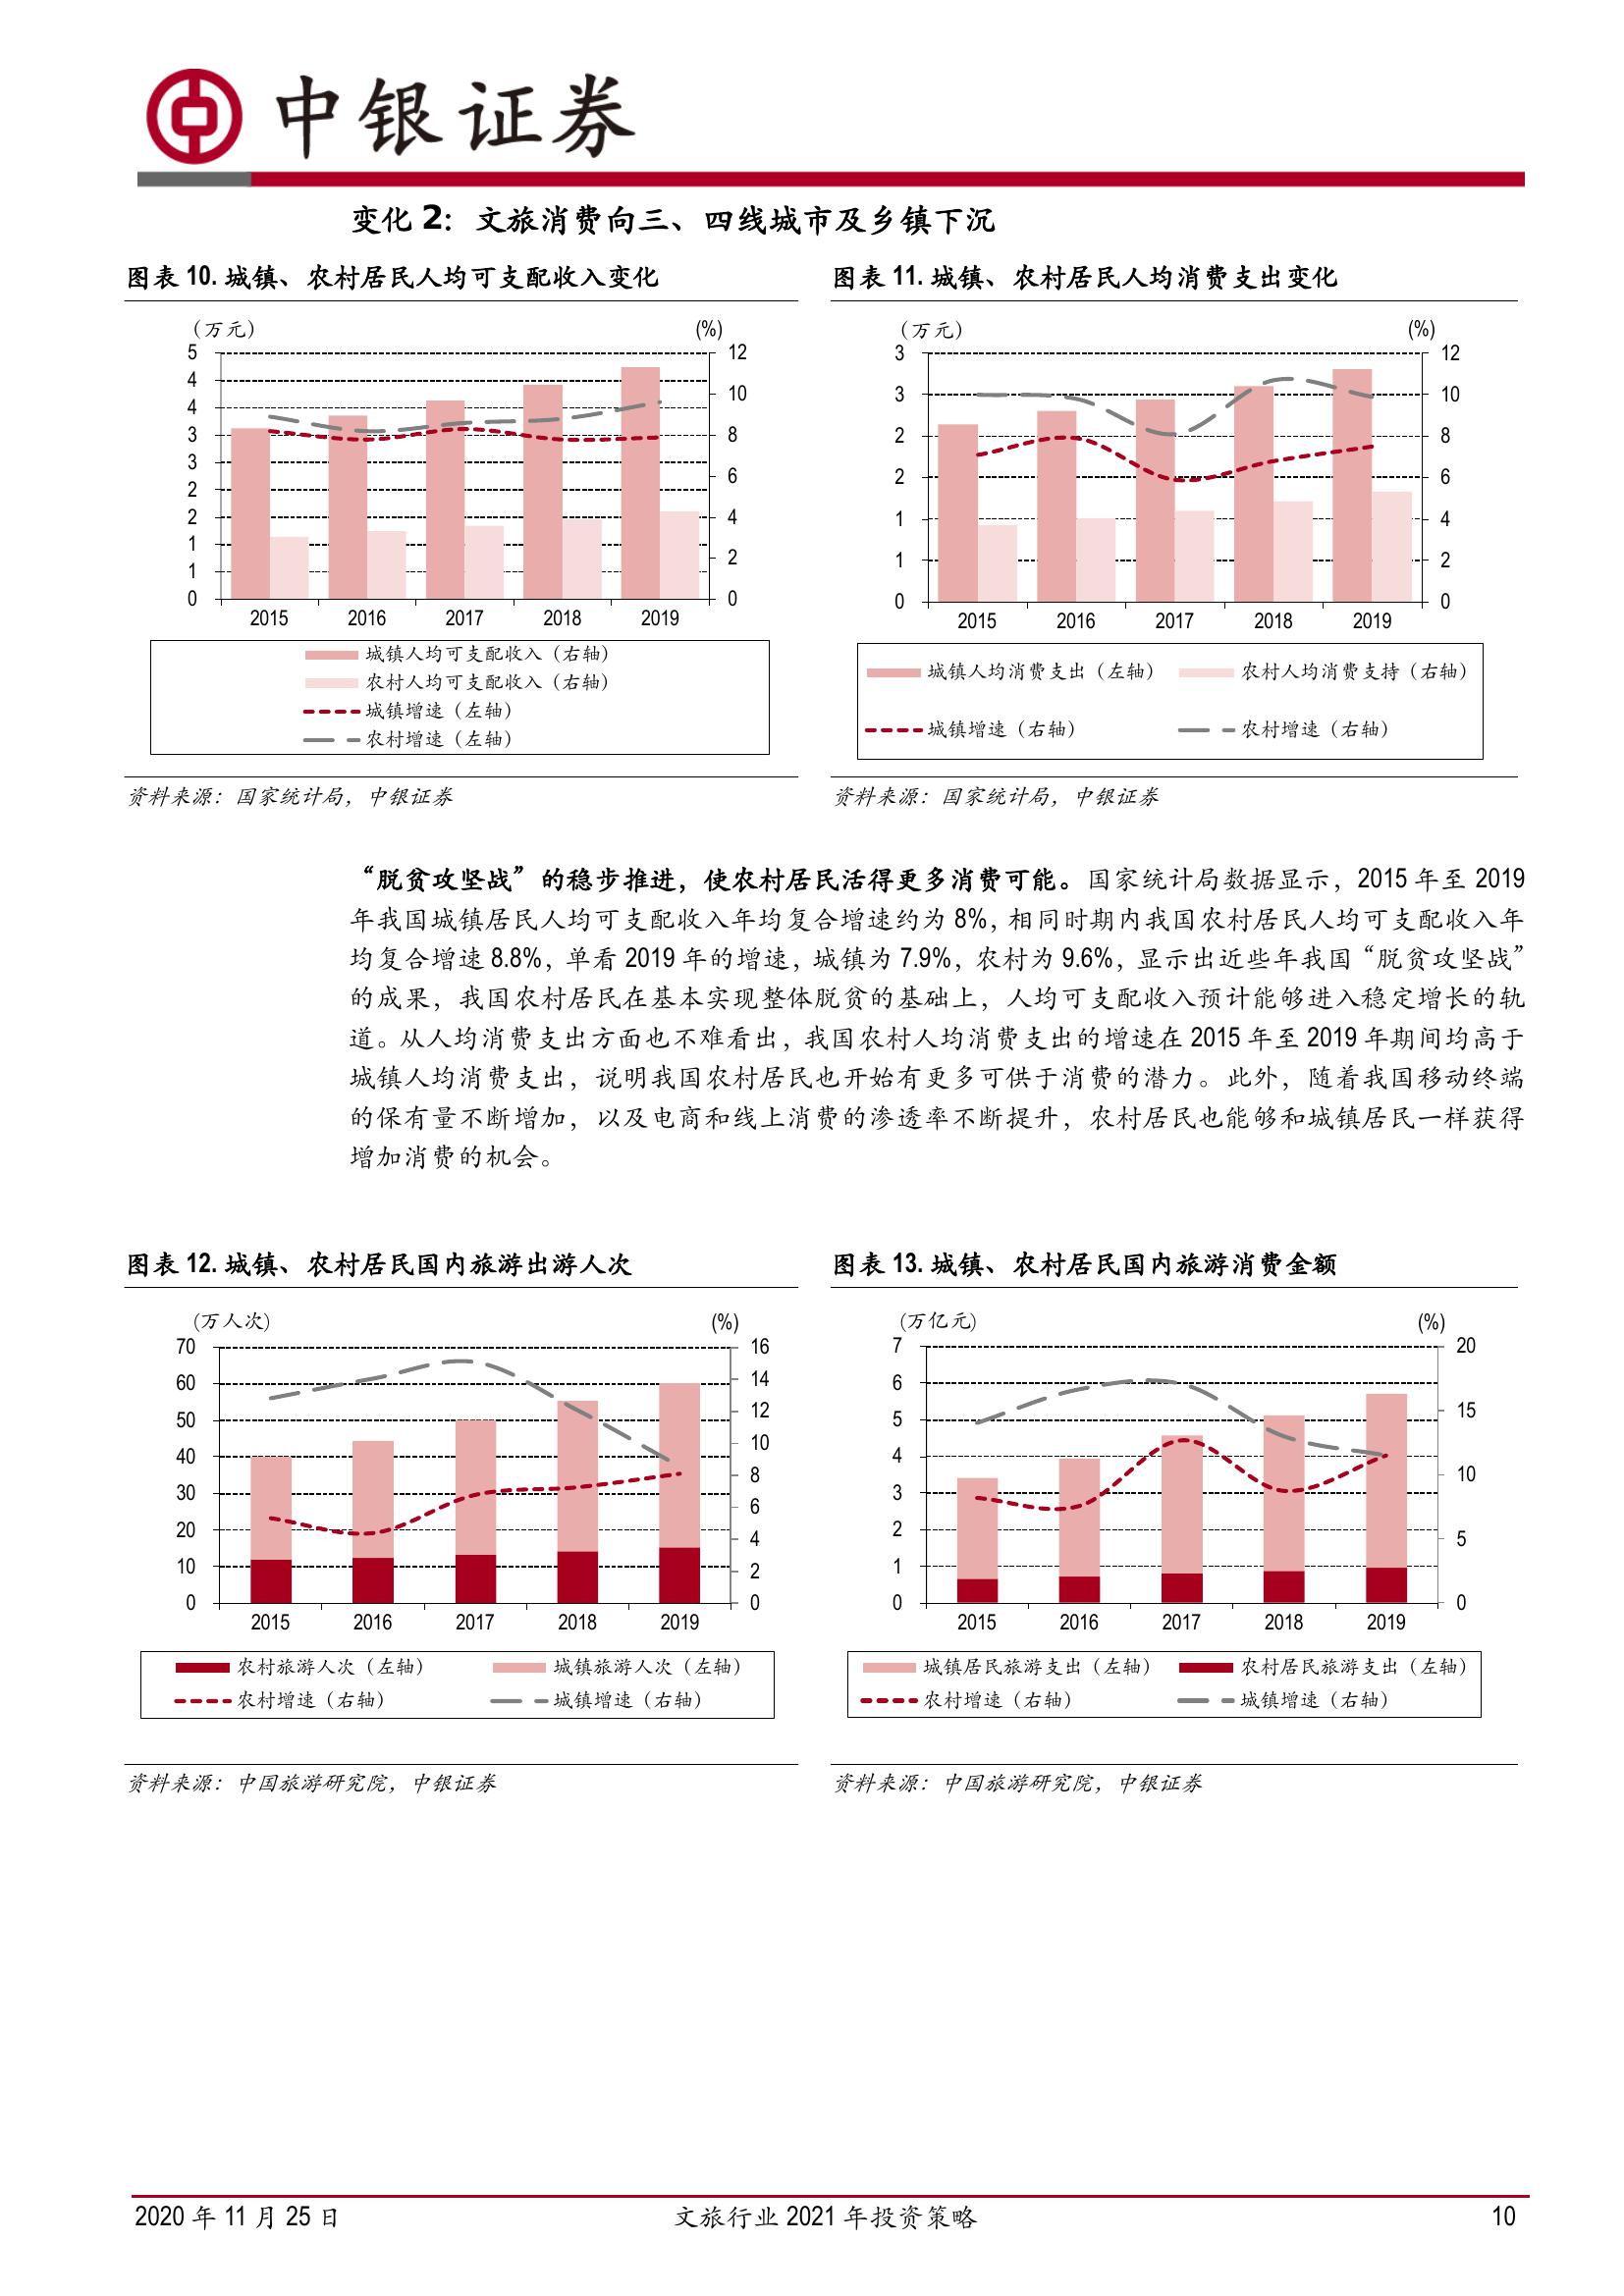 中银证券
变化 2：文旅消费向三、四线城市及乡镇下沉
图表 10. 城镇、农村居民人均可支配收入变化
（万元）
(%)
5
4
4
3
3
2
2
1
1
0
12
10
8
6
4
2
0
2015 2016 2017 2018 2019
城镇人均可支配收入（右轴）
农村人均可支配收入（右轴）
城镇增速（左轴）
农村增速（左轴）
资料来源：国家统计局，中银证券
图表 11. 城镇、农村居民人均消费支出变化
（万元）
(%)
3
3
2
2
1
1
0
12
10
8
6
4
2
0
2015 2016 2017 2018 2019
城镇人均消费支出（左轴） 农村人均消费支持（右轴）
城镇增速（右轴） 农村增速（右轴）
资料来源：国家统计局，中银证券
“脱贫攻坚战”的稳步推进，使农村居民活得更多消费可能。国家统计局数据显示，2015 年至 2019
年我国城镇居民人均可支配收入年均复合增速约为 8%，相同时期内我国农村居民人均可支配收入年
均复合增速 8.8%，单看 2019 年的增速，城镇为 7.9%，农村为 9.6%，显示出近些年我国“脱贫攻坚战”
的成果，我国农村居民在基本实现整体脱贫的基础上，人均可支配收入预计能够进入稳定增长的轨
道。从人均消费支出方面也不难看出，我国农村人均消费支出的增速在 2015 年至 2019 年期间均高于
城镇人均消费支出，说明我国农村居民也开始有更多可供于消费的潜力。此外，随着我国移动终端
的保有量不断增加，以及电商和线上消费的渗透率不断提升，农村居民也能够和城镇居民一样获得
增加消费的机会。
图表 12. 城镇、农村居民国内旅游出游人次
(万人次)
(%)
70
60
50
40
30
20
10
0
16
14
12
10
8
6
4
2
0
2015 2016 2017 2018 2019
农村旅游人次（左轴） 城镇旅游人次（左轴）
农村增速（右轴） 城镇增速（右轴）
资料来源：中国旅游研究院，中银证券
图表 13. 城镇、农村居民国内旅游消费金额
(万亿元)
(%)
7
6
5
4
3
2
1
0
20
15
10
5
0
2015 2016 2017 2018 2019
城镇居民旅游支出（左轴） 农村居民旅游支出（左轴）
农村增速（右轴） 城镇增速（右轴）
资料来源：中国旅游研究院，中银证券
2020 年 11 月 25 日 文旅行业 2021 年投资策略 10